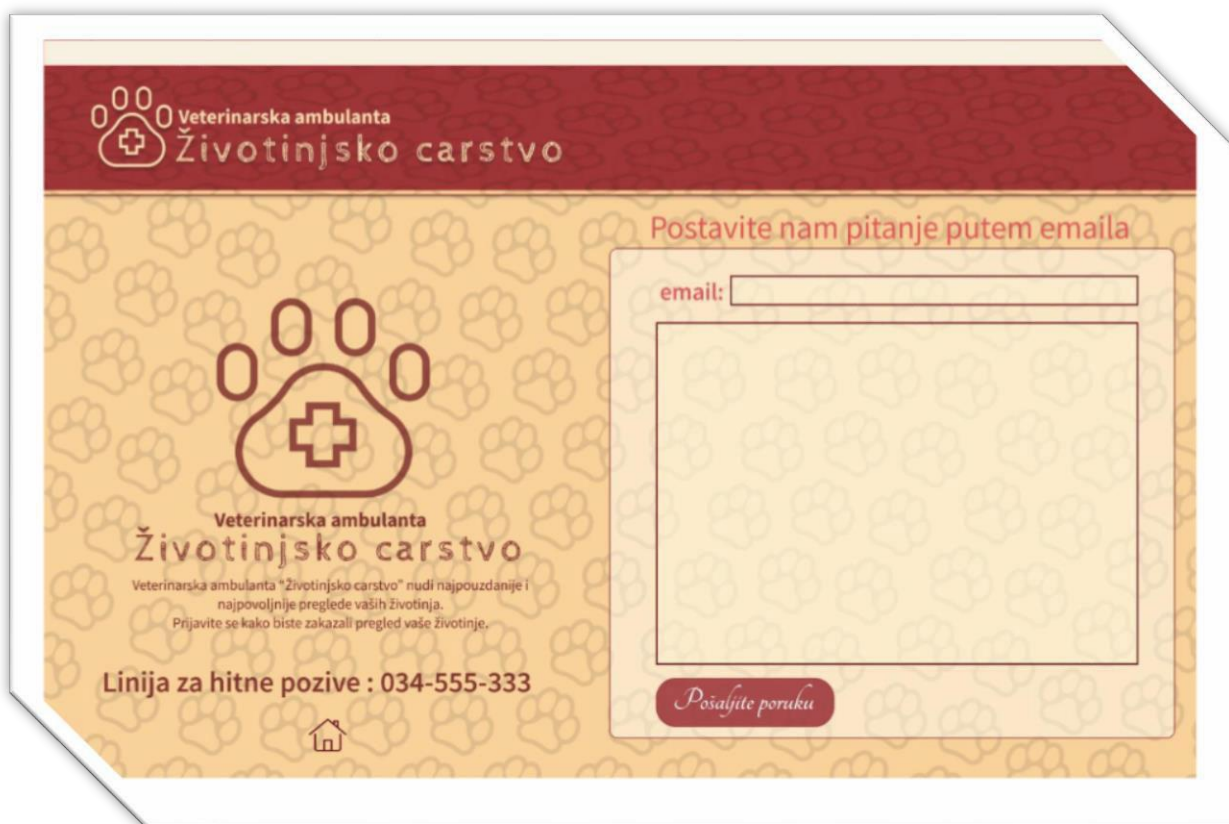 Veterinarska ambulanta
Životinjsko carstvo
Postavite nam pitanje putem emaila
email:
Veterinarska ambulanta
Životinjsko carstvo
Veterinarska ambulanta "Životinjsko carstvo" nudi najpouzdanije i
najpovoljnije preglede vaših životinja.
Prijavite se kako biste zakazali pregled vaše životinje.
Linija za hitne pozive : 034-555-333
Pošaljite poruku